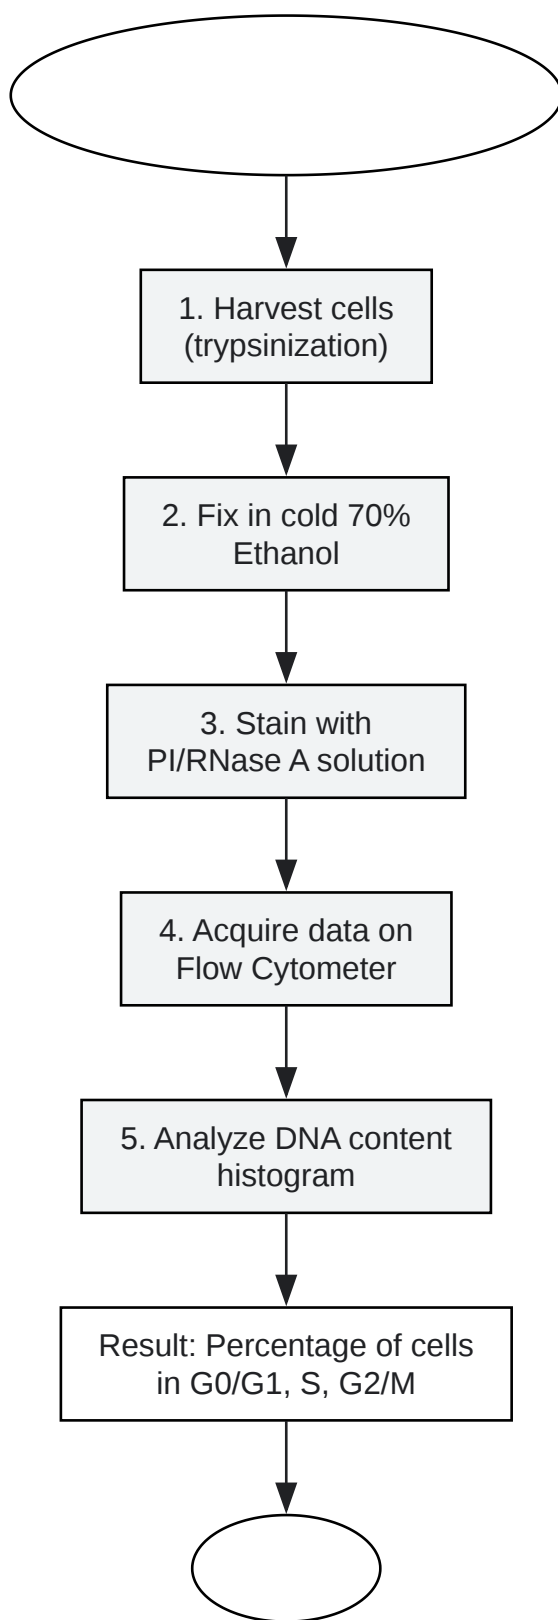 1. Harvest cells
(trypsinization)
2. Fix in cold 70%
Ethanol
3. Stain with
PI/RNase A solution
4. Acquire data on
Flow Cytometer
5. Analyze DNA content
histogram
Result: Percentage of cells
in G0/G1, S, G2/M